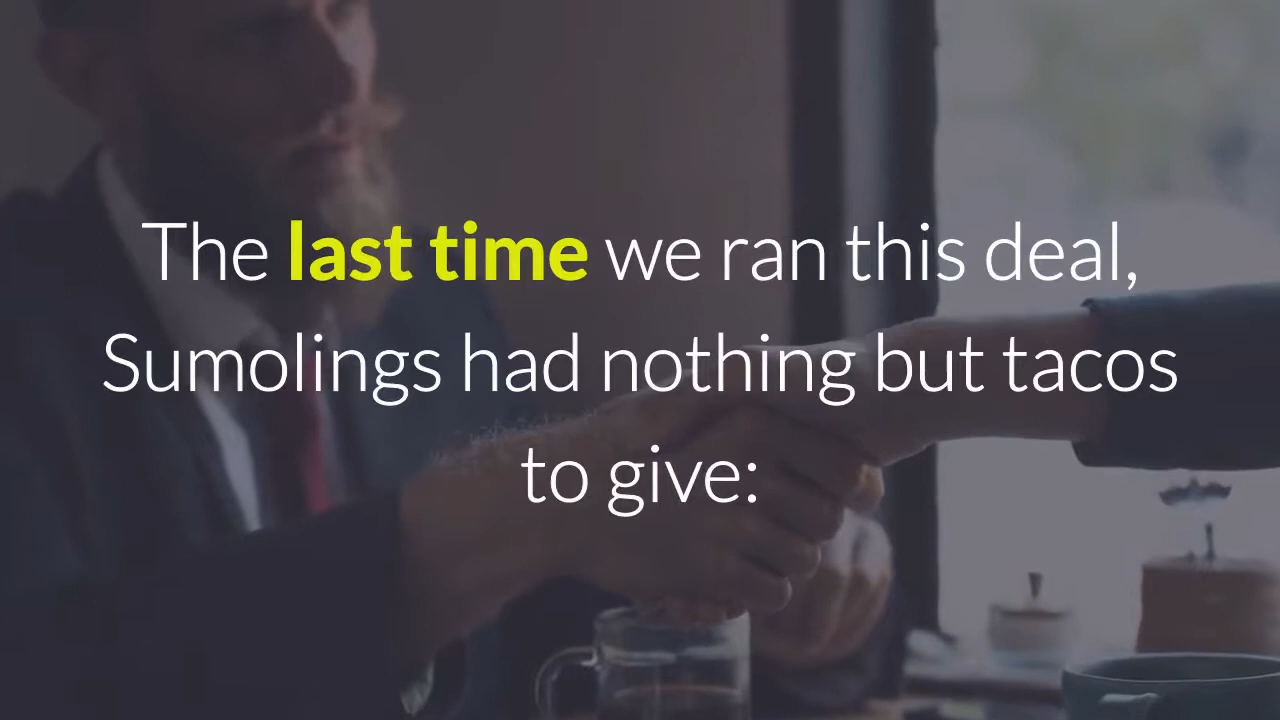 The last time we ran this deal,
Sumolings had nothing but tacos
to give: